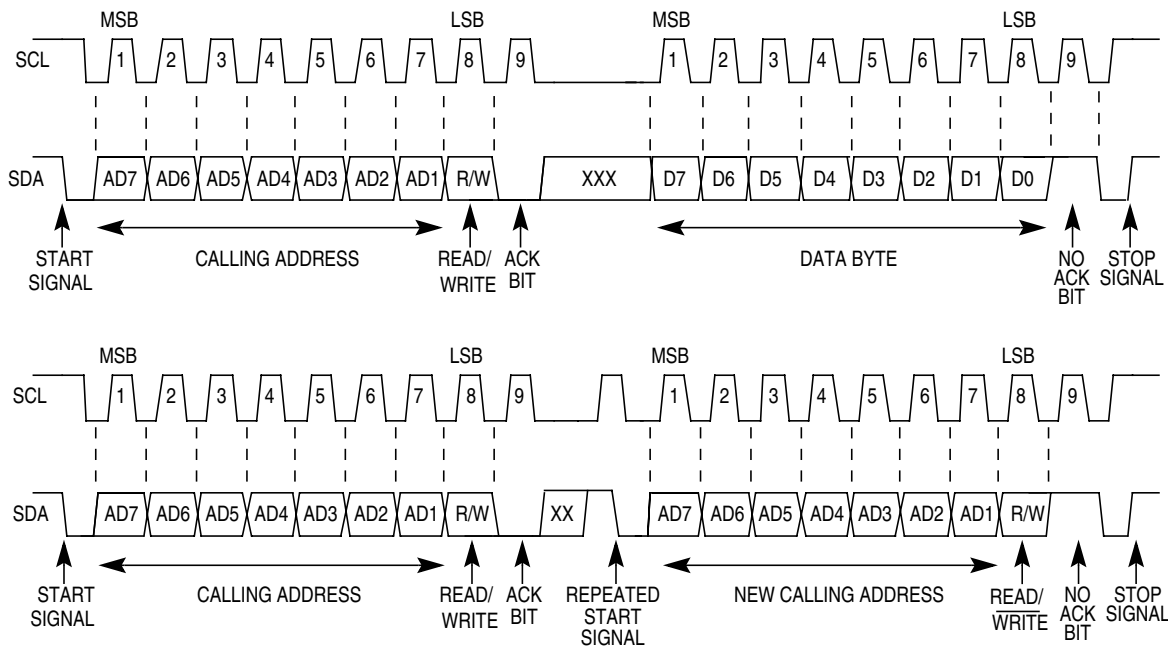 MSB LSB MSB LSB
SCL 1 2 3 4 5 6 7 8 9 1 2 3 4 5 6 7 8 9
SDA AD7 AD6 AD5 AD4 AD3 AD2 AD1 R/W XXX D7 D6 D5 D4 D3 D2 D1 D0
START SIGNAL
CALLING ADDRESS
READ/
WRITE
ACK
BIT
DATA BYTE
NO
ACK
BIT
STOP
SIGNAL
MSB LSB MSB LSB
SCL 1 2 3 4 5 6 7 8 9 1 2 3 4 5 6 7 8 9
SDA AD7 AD6 AD5 AD4 AD3 AD2 AD1 R/W XX AD7 AD6 AD5 AD4 AD3 AD2 AD1 R/W
START
SIGNAL
CALLING ADDRESS
READ/
WRITE
ACK
BIT
REPEATED
START
SIGNAL
NEW CALLING ADDRESS
READ/
WRITE
NO
ACK
BIT
STOP
SIGNAL